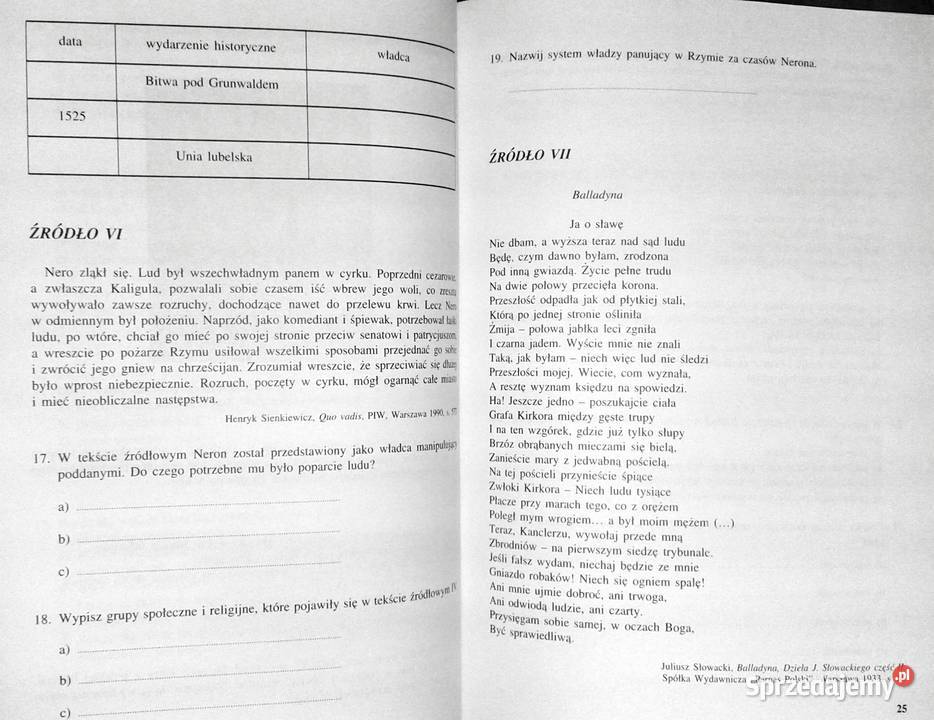 data wydarzenie historyczne władca
Bitwa pod Grunwaldem
1525
Unia lubelska
ŹRÓDŁO VI
Nero zląkł się. Lud był wszechwładnym panem w cyrku. Poprzedni cezarowie,
a zwłaszcza Kaligula, pozwalali sobie czasem iść wbrew jego woli, co zresztą
wywoływało zawsze rozruchy, dochodzące nawet do przelewu krwi. Lecz Nero
w odmiennym był położeniu. Naprzód, jako komediant i śpiewak, potrzebował łaski
ludu, po wtóre, chciał go mieć po swojej stronie przeciw senatowi i patrycjuszom,
a wreszcie po pożarze Rzymu usiłował wszelkimi sposobami przejednać go sobie
i zwrócić jego gniew na chrześcijan. Zrozumiał wreszcie, że sprzeciwiać się dłużej
było wprost niebezpiecznie. Rozruch, poczęty w cyrku, mógł ogarnąć całe miasto
i mieć nieobliczalne następstwa.
Henryk Sienkiewicz, Quo vadis, PIW, Warszawa 1990, s. 57
17. W tekście źródłowym Neron został przedstawiony jako władca manipulujący
poddanymi. Do czego potrzebne mu było poparcie ludu?
a)
b)
c)
18. Wypisz grupy społeczne i religijne, które pojawiły się w tekście źródłowym IV
a)
b)
c)
19. Nazwij system władzy panujący w Rzymie za czasów Nerona.
ŹRÓDŁO VII
Balladyna
Ja o sławę
Nie dbam, a wyższa teraz nad sąd ludu
Będę, czym dawno byłam, zrodzona
Pod inną gwiazdą. Życie pełne trudu
Na dwie połowy przecięła korona.
Przeszłość odpadła jak od płytkiej stali,
Którą po jednej stronie oślinиła
Żmija – połowa jabłka leci zgniła
I czarna jadem. Wyście mnie nie znali
Taką, jak byłam – niech więc lud nie śledzi
Przeszłości mojej. Wiecie, com wyznała,
A resztę wyznam księdzu na spowiedzi.
Ha! Jeszcze jedno – poszukajcie ciała
Grafa Kirkora między gęste trupy
I na ten wzgórek, gdzie już tylko słupy
Brzóz obrąbanych mieczami się bielą,
Zanieście mary z jedwabną pościelą.
Na tej pościeli przynieście śpiące
Zwłoki Kirkora – Niech ludu tysiące
Płacze przy marach tego, co z orężem
Poległ mym wrogiem... a był moim mężem (...)
Teraz, Kanclerzu, wywołaj przede mną
Zbrodniów – na pierwszym siedzę trybunale.
Jeśli fałsz wydam, niechaj będzie ze mnie
Gniazdo robaków! Niech się ogniem spalę!
Ani mnie ujmie dobroć, ani trwoga,
Ani odwiodą ludzie, ani czarty.
Przysięgam sobie samej, w oczach Boga,
Być sprawiedliwą.
Juliusz Słowacki, Balladyna, Dzieła J. Słowackiego część II
Spółka Wydawnicza „Parnas Polski”, Warszawa 1933, s.
25
Sprzedajemy.pl